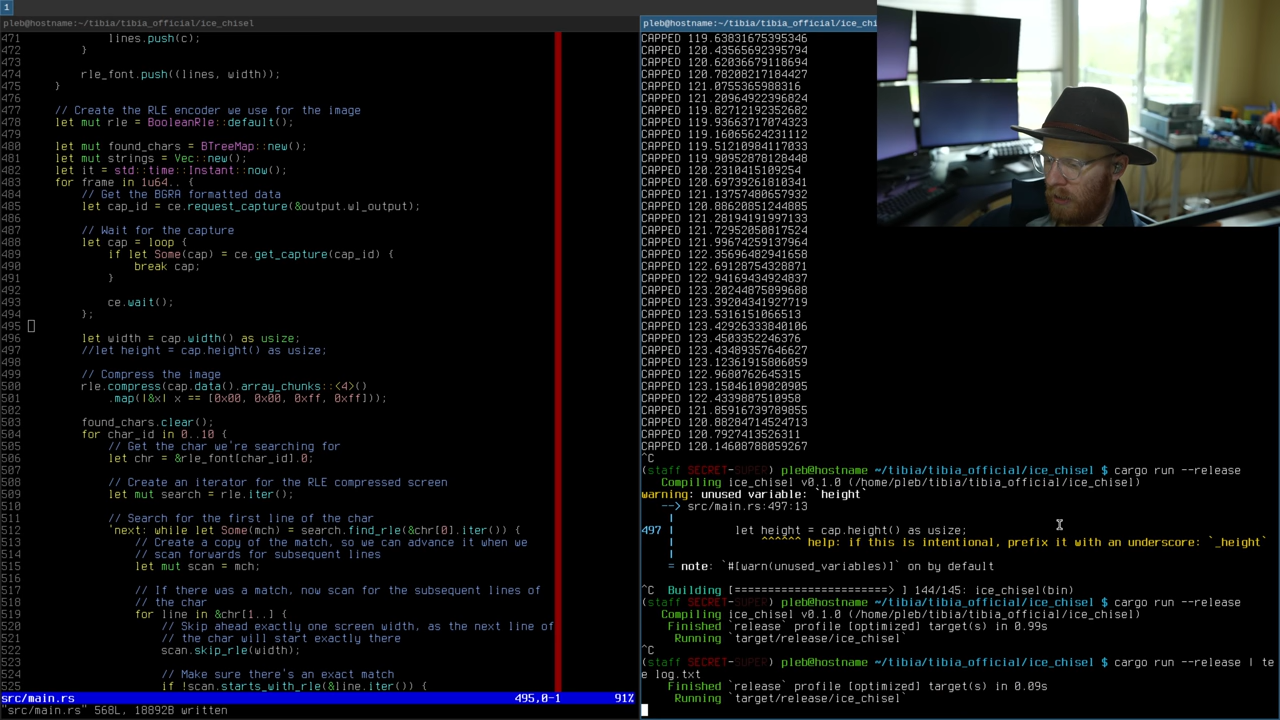 1
pleb@hostname:~/tibia/tibia_official/ice_chisel
471             lines.push(c);
472         }
473
474         rle_font.push((lines, width));
475     }
476
477     // Create the RLE encoder we use for the image
478     let mut rle = BooleanRle::default();
479
480     let mut found_chars = BTreeMap::new();
481     let mut strings = Vec::new();
482     let it = std::time::Instant::now();
483     for frame in 1u64.. {
484         // Get the BGRA formatted data
485         let cap_id = ce.request_capture(&output.wl_output);
486
487         // Wait for the capture
488         let cap = loop {
489             if let Some(cap) = ce.get_capture(cap_id) {
490                 break cap;
491             }
492
493             ce.wait();
494         };
495
496         let width = cap.width() as usize;
497         //let height = cap.height() as usize;
498
499         // Compress the image
500         rle.compress(cap.data().array_chunks::<4>()
501             .map(|&x| x == [0x00, 0x00, 0xff, 0xff]));
502
503         found_chars.clear();
504         for char_id in 0..10 {
505             // Get the char we're searching for
506             let chr = &rle_font[char_id].0;
507
508             // Create an iterator for the RLE compressed screen
509             let mut search = rle.iter();
510
511             // Search for the first line of the char
512             'next: while let Some(mch) = search.find_rle(&chr[0].iter()) {
513                 // Create a copy of the match, so we can advance it when we
514                 // scan forwards for subsequent lines
515                 let mut scan = mch;
516
517                 // If there was a match, now scan for the subsequent lines of
518                 // the char
519                 for line in &chr[1..] {
520                     // Skip ahead exactly one screen width, as the next line of
521                     // the char will start exactly there
522                     scan.skip_rle(width);
523
524                     // Make sure there's an exact match
525                     if !scan.starts_with_rle(&line.iter()) {
src/main.rs 495,0-1 91%
"src/main.rs" 568L, 18892B written
pleb@hostname:~/tibia/tibia_official/ice_chi
CAPPED 119.63831675395346
CAPPED 120.43565692395794
CAPPED 120.62036679118694
CAPPED 120.78208217184427
CAPPED 121.0755365988316
CAPPED 121.20964922396824
CAPPED 119.82712192352682
CAPPED 119.93663717074323
CAPPED 119.16065624231112
CAPPED 119.51210984117033
CAPPED 119.90952878128448
CAPPED 120.2310415109254
CAPPED 120.69739261810341
CAPPED 121.13757480657932
CAPPED 120.88620851244885
CAPPED 121.28194191997133
CAPPED 121.72952050817524
CAPPED 121.99674259137964
CAPPED 122.35696482941658
CAPPED 122.69128754328871
CAPPED 122.94169434924837
CAPPED 123.20244875899688
CAPPED 123.39204341927719
CAPPED 123.5316151066513
CAPPED 123.42926333840106
CAPPED 123.4503352246376
CAPPED 123.43489357646627
CAPPED 123.12361915806059
CAPPED 122.9680762645315
CAPPED 123.15046109020905
CAPPED 122.4339887510958
CAPPED 121.85916739789855
CAPPED 120.88284714524713
CAPPED 120.7927413526311
CAPPED 120.14608788059267
^C
(staff SECRET-SUPER) pleb@hostname ~/tibia/tibia_official/ice_chisel $ cargo run --release
   Compiling ice_chisel v0.1.0 (/home/pleb/tibia/tibia_official/ice_chisel)
warning: unused variable: `height`
   --> src/main.rs:497:13
    |
497 |         let height = cap.height() as usize;
    |             ^^^^^^ help: if this is intentional, prefix it with an underscore: `_height`
    |
    = note: `#[warn(unused_variables)]` on by default

^C  Building [=======================> ] 144/145: ice_chisel(bin)
(staff SECRET-SUPER) pleb@hostname ~/tibia/tibia_official/ice_chisel $ cargo run --release
   Compiling ice_chisel v0.1.0 (/home/pleb/tibia/tibia_official/ice_chisel)
    Finished `release` profile [optimized] target(s) in 0.99s
     Running `target/release/ice_chisel`
^C
(staff SECRET-SUPER) pleb@hostname ~/tibia/tibia_official/ice_chisel $ cargo run --release | te
e log.txt
    Finished `release` profile [optimized] target(s) in 0.09s
     Running `target/release/ice_chisel`